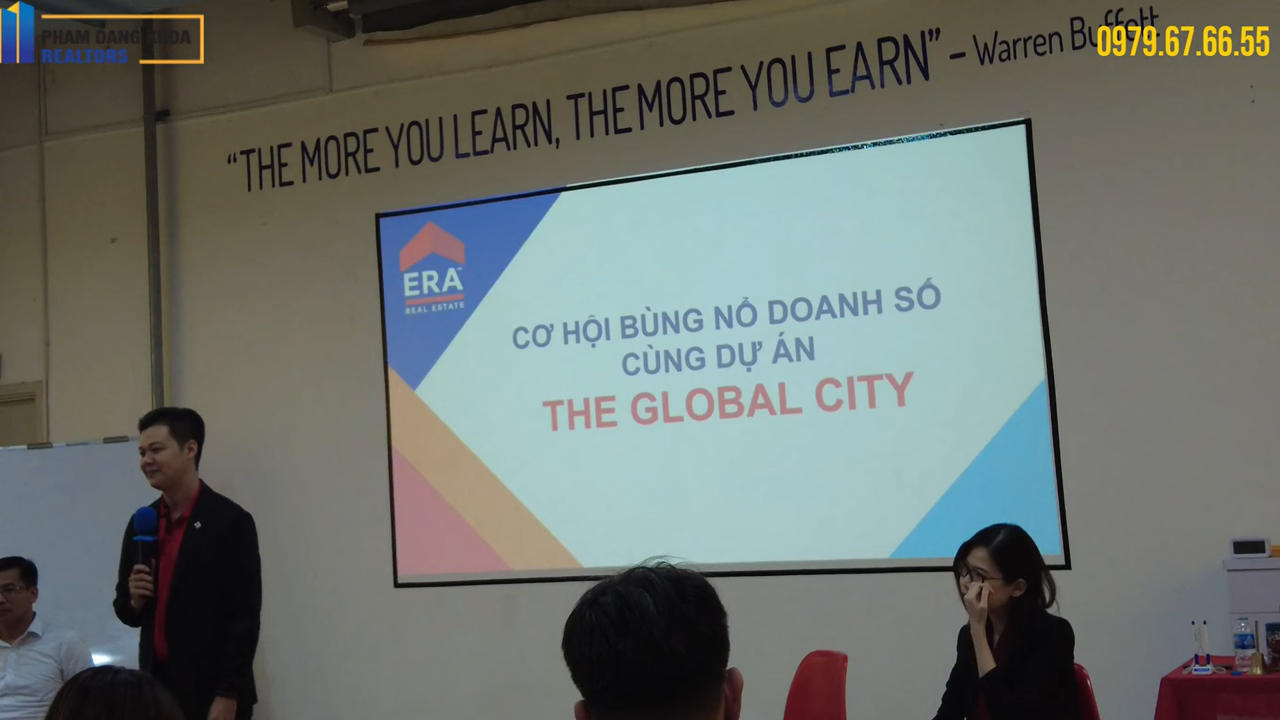 PHAM DANG KHOA
REALTORS
0979.67.66.55
“THE MORE YOU LEARN, THE MORE YOU EARN” – Warren Buffett
ERA
REAL ESTATE
CƠ HỘI BÙNG NỔ DOANH SỐ
CÙNG DỰ ÁN
THE GLOBAL CITY